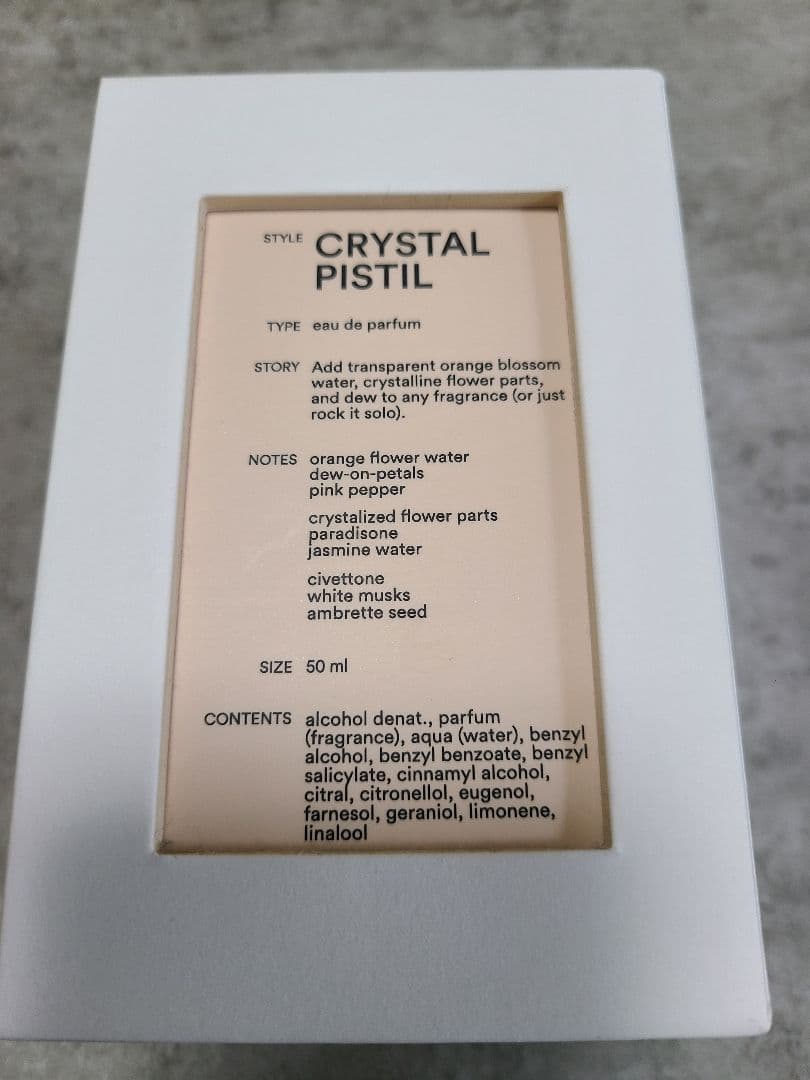 STYLE CRYSTAL
PISTIL
TYPE eau de parfum
STORY Add transparent orange blossom
water, crystalline flower parts,
and dew to any fragrance (or just
rock it solo).
NOTES orange flower water
dew-on-petals
pink pepper
crystalized flower parts
paradisone
jasmine water
civettone
white musks
ambrette seed
SIZE 50 ml
CONTENTS alcohol denat., parfum
(fragrance), aqua (water), benzyl
alcohol, benzyl benzoate, benzyl
salicylate, cinnamyl alcohol,
citral, citronellol, eugenol,
farnesol, geraniol, limonene,
linalool